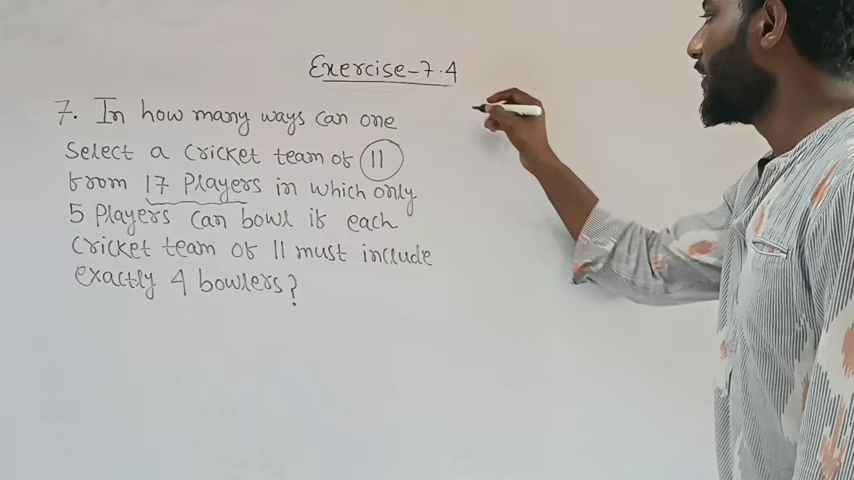 Exercise-7.4
7. In how many ways can one
Select a cricket team of 11
from 17 Players in which only
5 Players can bowl if each
cricket team of 11 must include
exactly 4 bowlers?